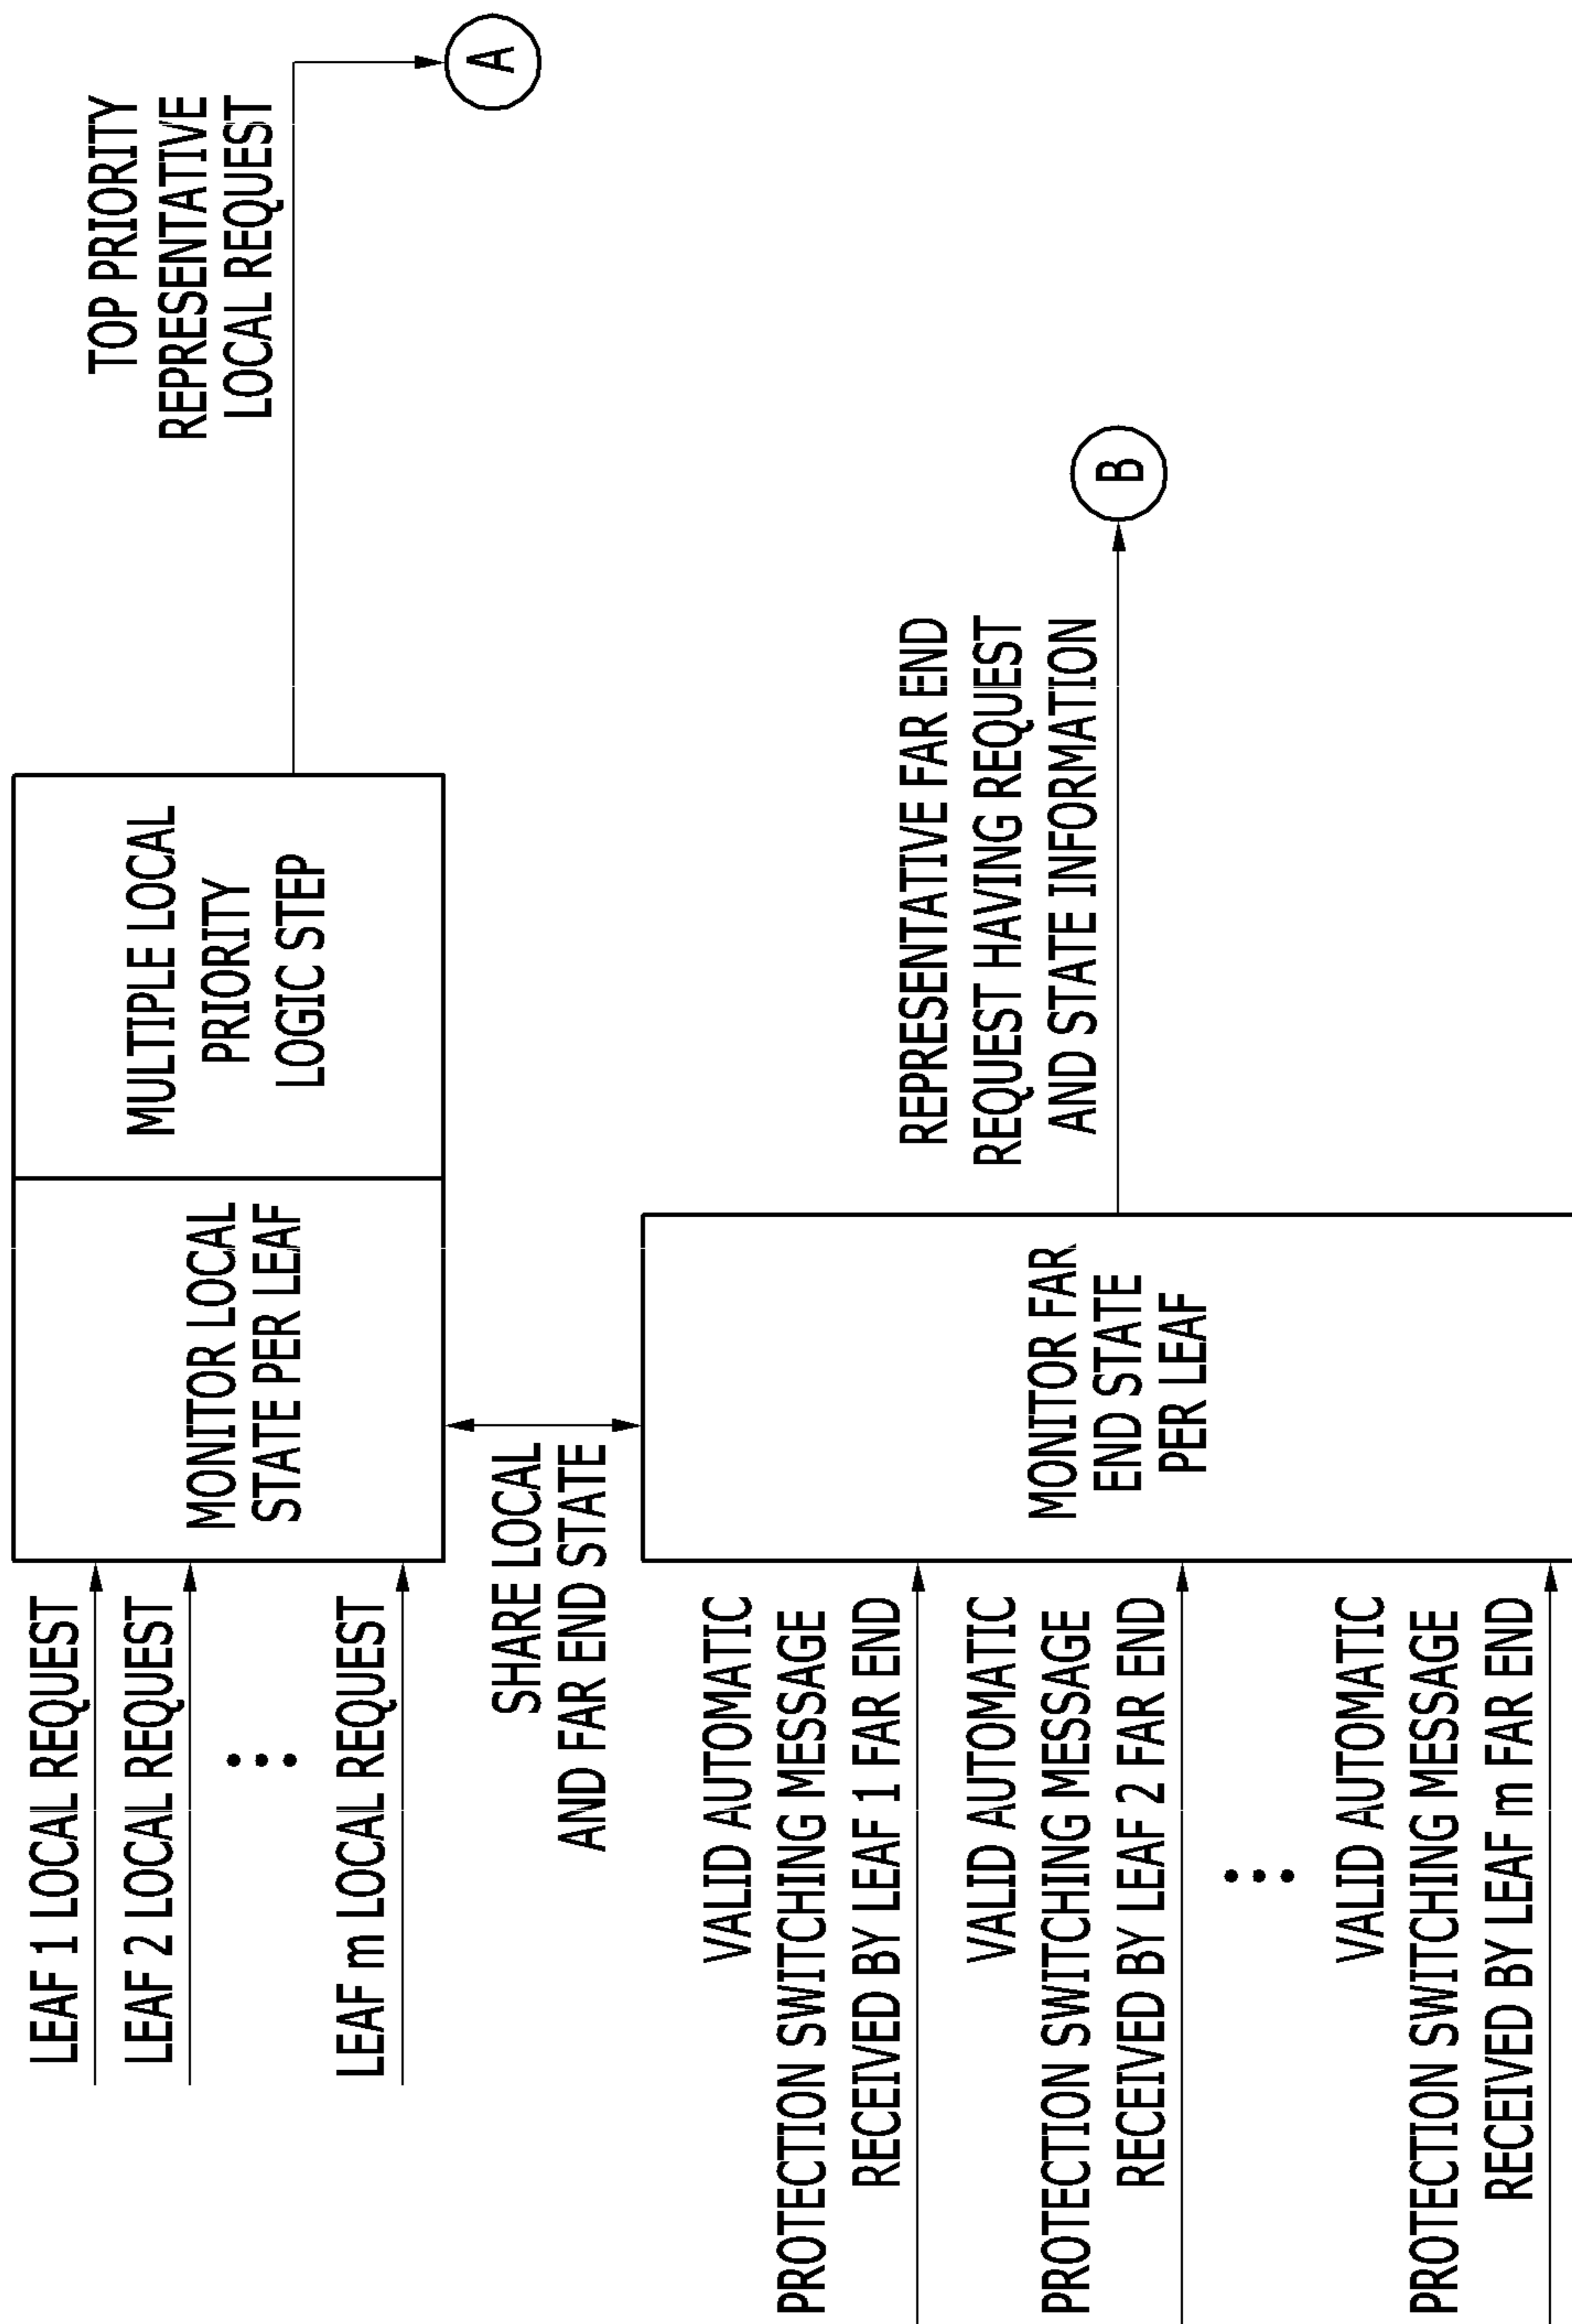 LEAF 1 LOCAL REQUEST
LEAF 2 LOCAL REQUEST
LEAF m LOCAL REQUEST
MONITOR LOCAL
STATE PER LEAF
MULTIPLE LOCAL
PRIORITY
LOGIC STEP
TOP PRIORITY
REPRESENTATIVE
LOCAL REQUEST
A
SHARE LOCAL
AND FAR END STATE
VALID AUTOMATIC
PROTECTION SWITCHING MESSAGE
RECEIVED BY LEAF 1 FAR END
VALID AUTOMATIC
PROTECTION SWITCHING MESSAGE
RECEIVED BY LEAF 2 FAR END
VALID AUTOMATIC
PROTECTION SWITCHING MESSAGE
RECEIVED BY LEAF m FAR END
MONITOR FAR
END STATE
PER LEAF
REPRESENTATIVE FAR END
REQUEST HAVING REQUEST
AND STATE INFORMATION
B